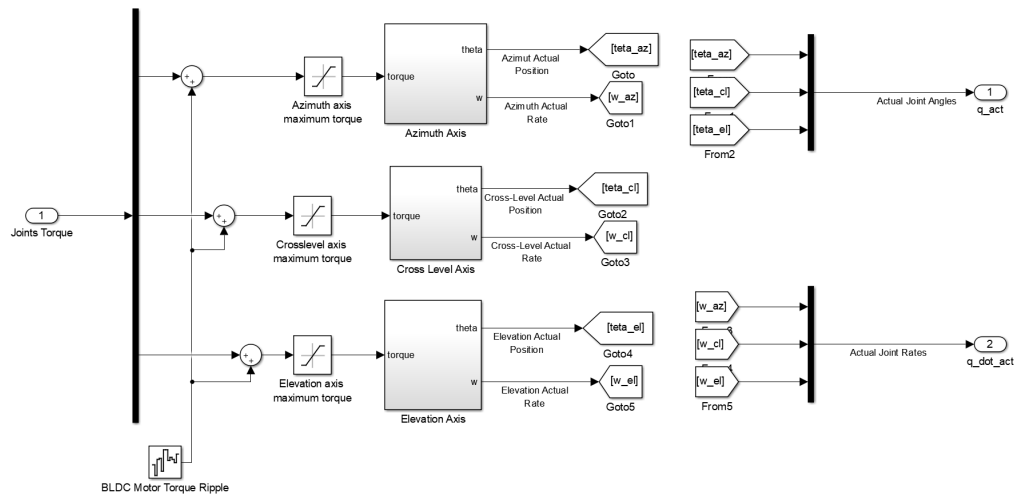 theta
[teta_az]
Azimut Actual
Position
Goto
torque
w
[w_az]
Azimuth Actual
Rate
Goto1
Azimuth axis
maximum torque
Azimuth Axis
[teta_az]
[teta_cl]
[teta_el]
From2
Actual Joint Angles
1
q_act
1
Joints Torque
theta
[teta_cl]
Cross-Level Actual
Position
Goto2
torque
w
[w_cl]
Cross-Level Actual
Rate
Goto3
Crosslevel axis
maximum torque
Cross Level Axis
theta
[teta_el]
Elevation Actual
Position
Goto4
torque
w
[w_el]
Elevation Actual
Rate
Goto5
Elevation axis
maximum torque
Elevation Axis
[w_az]
[w_cl]
[w_el]
From5
Actual Joint Rates
2
q_dot_act
BLDC Motor Torque Ripple